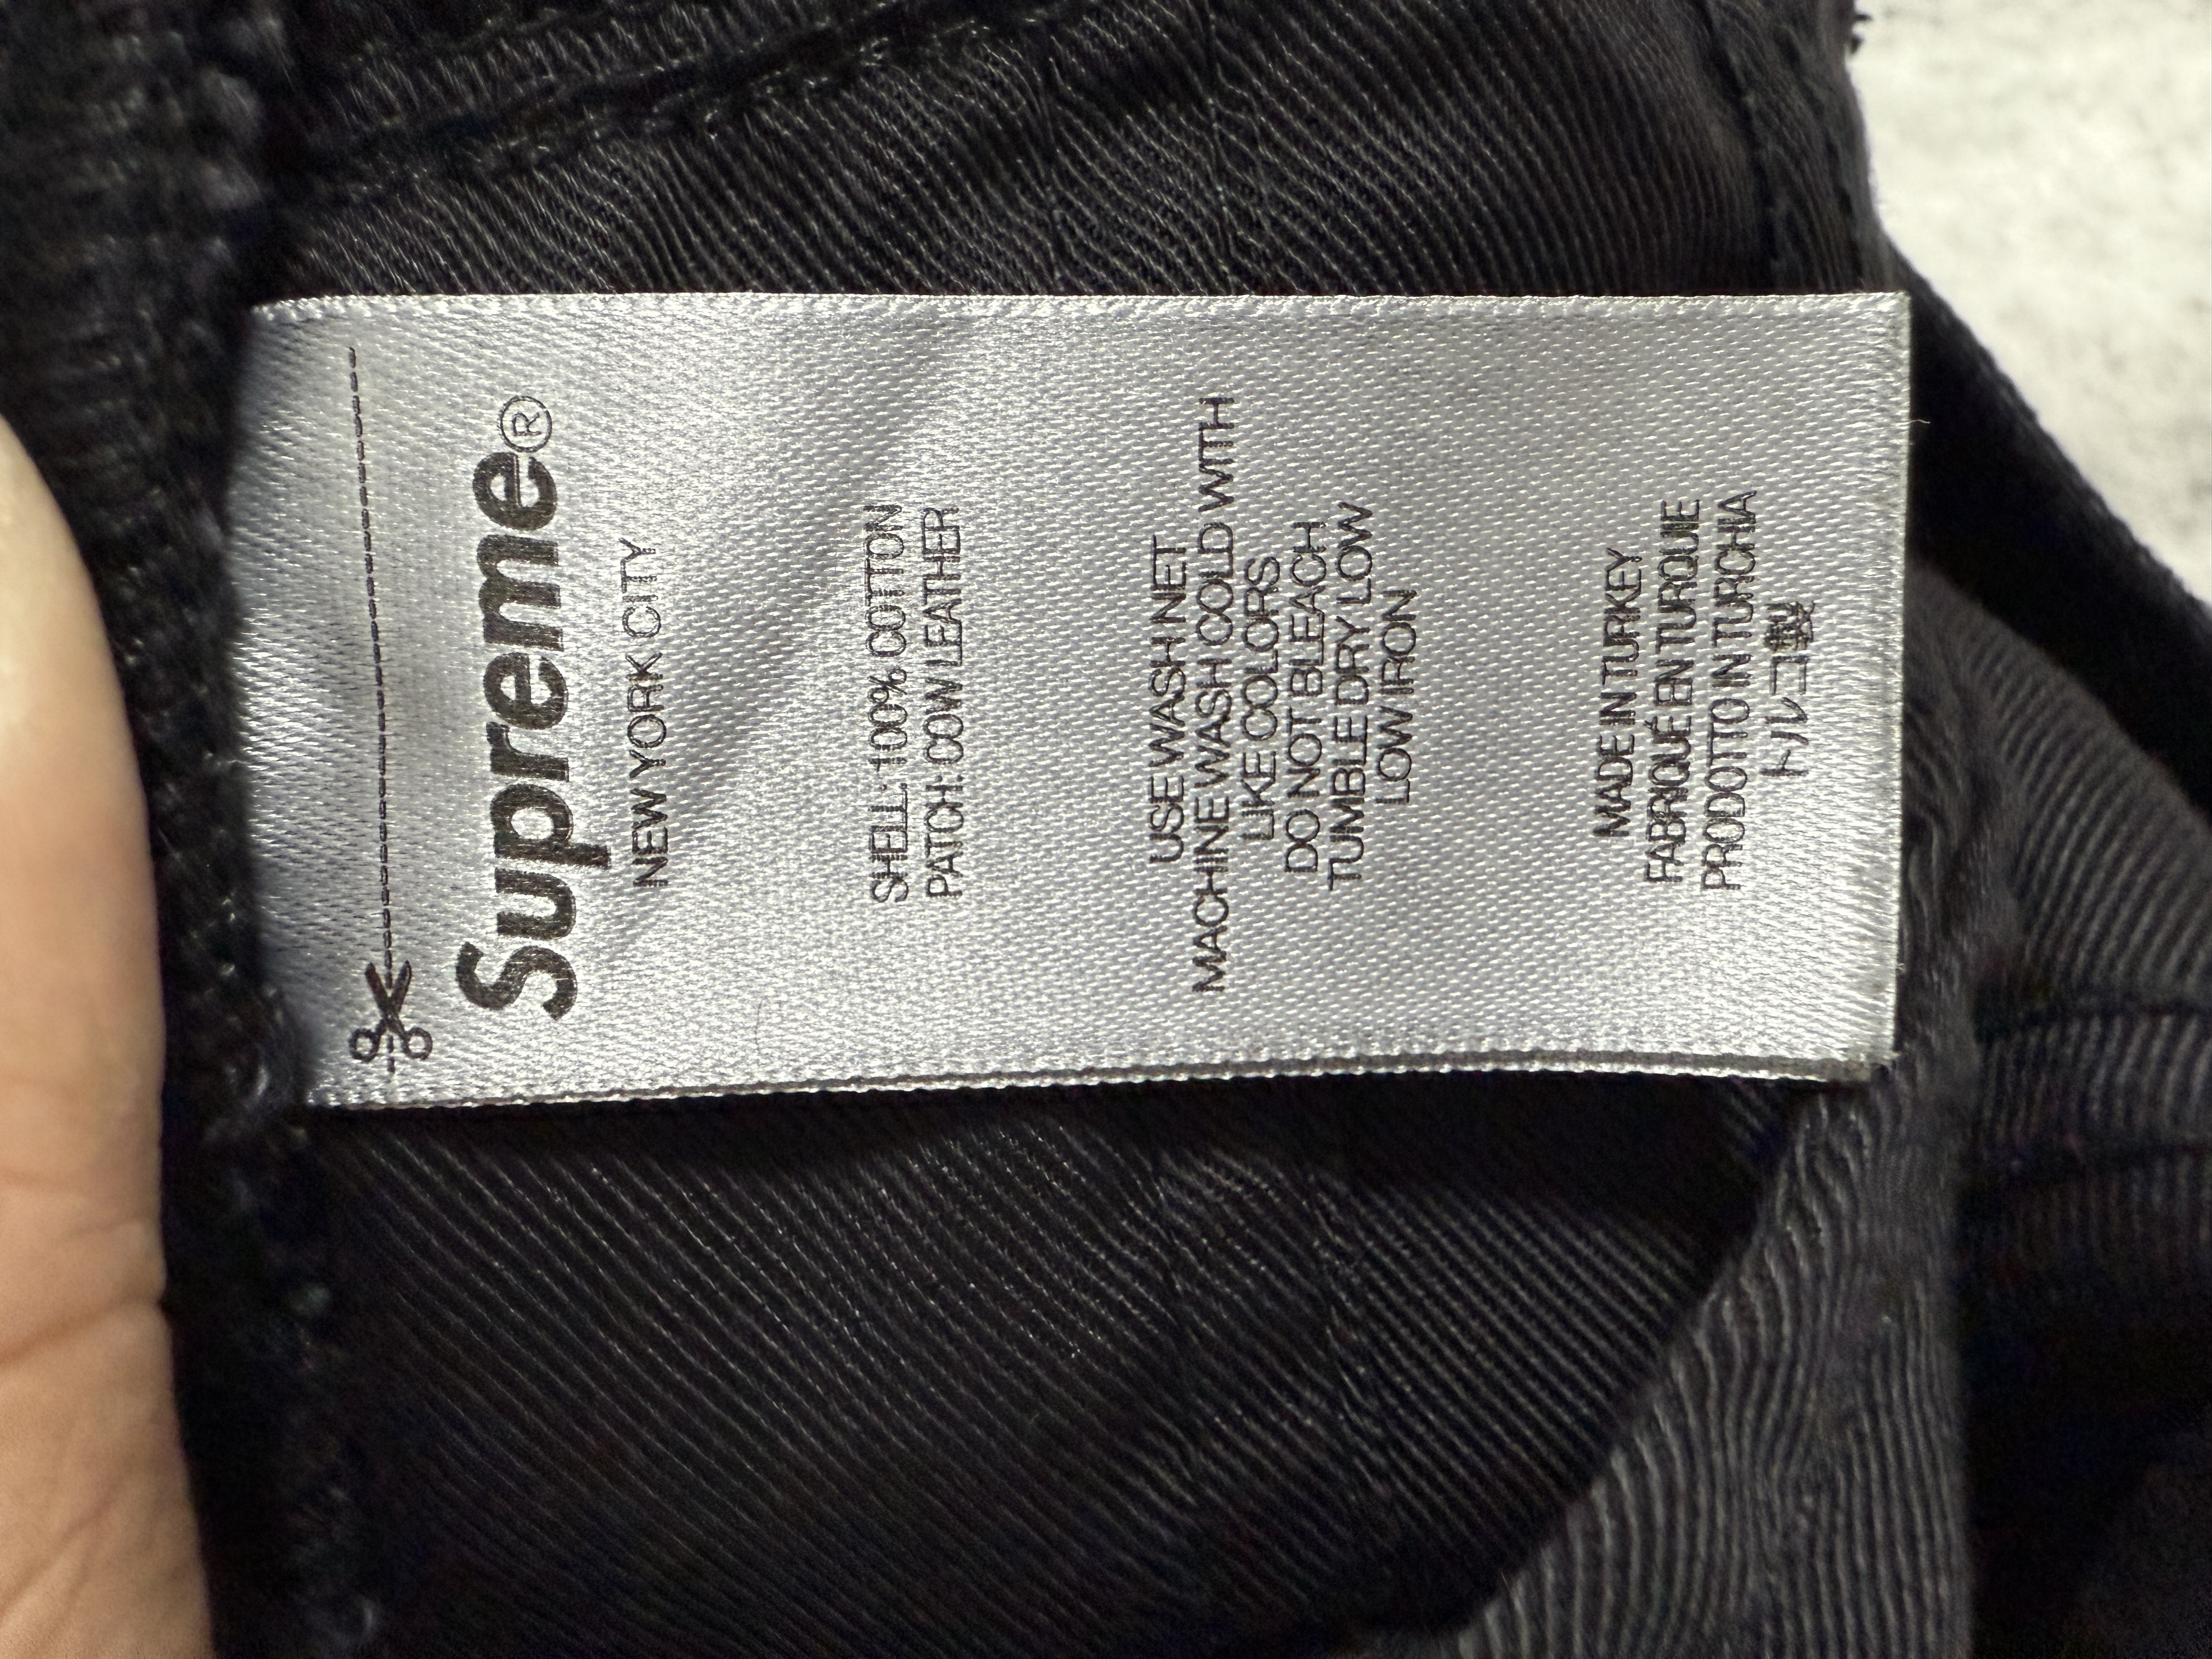 Supreme®
NEW YORK CITY
SHELL: 100% COTTON
PATCH: COW LEATHER
USE WASH NET
MACHINE WASH COLD WITH
LIKE COLORS
DO NOT BLEACH
TUMBLE DRY LOW
LOW IRON
MADE IN TURKEY
FABRIQUÉ EN TURQUIE
PRODOTTO IN TURCHIA
トルコ製